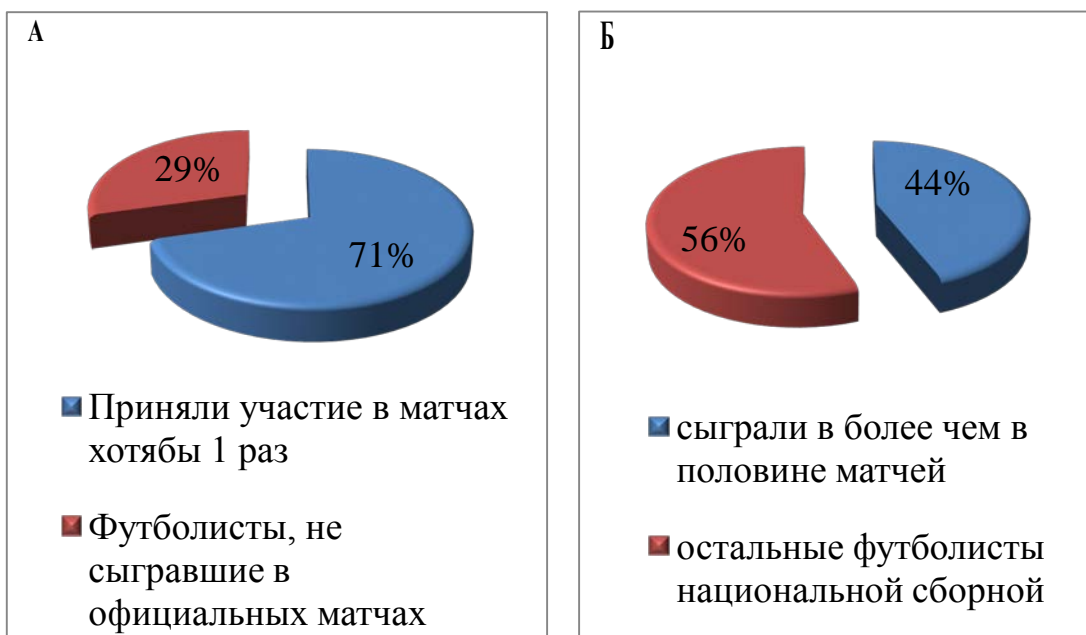 А
29%
71%
Приняли участие в матчах
хотябы 1 раз
Футболисты, не
сыгравшие в
официальных матчах
Б
44%
56%
сыграли в более чем в
половине матчей
остальные футболисты
национальной сборной